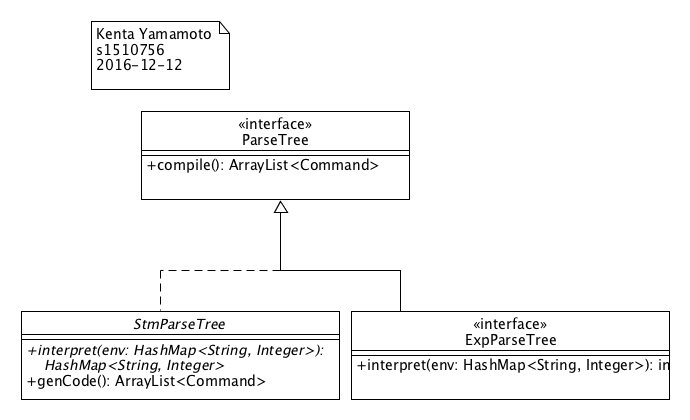 Kenta Yamamoto
s1510756
2016-12-12
«interface»
ParseTree
+compile(): ArrayList<Command>
StmParseTree
+interpret(env: HashMap<String, Integer>):
HashMap<String, Integer>
+genCode(): ArrayList<Command>
«interface»
ExpParseTree
+interpret(env: HashMap<String, Integer>): in